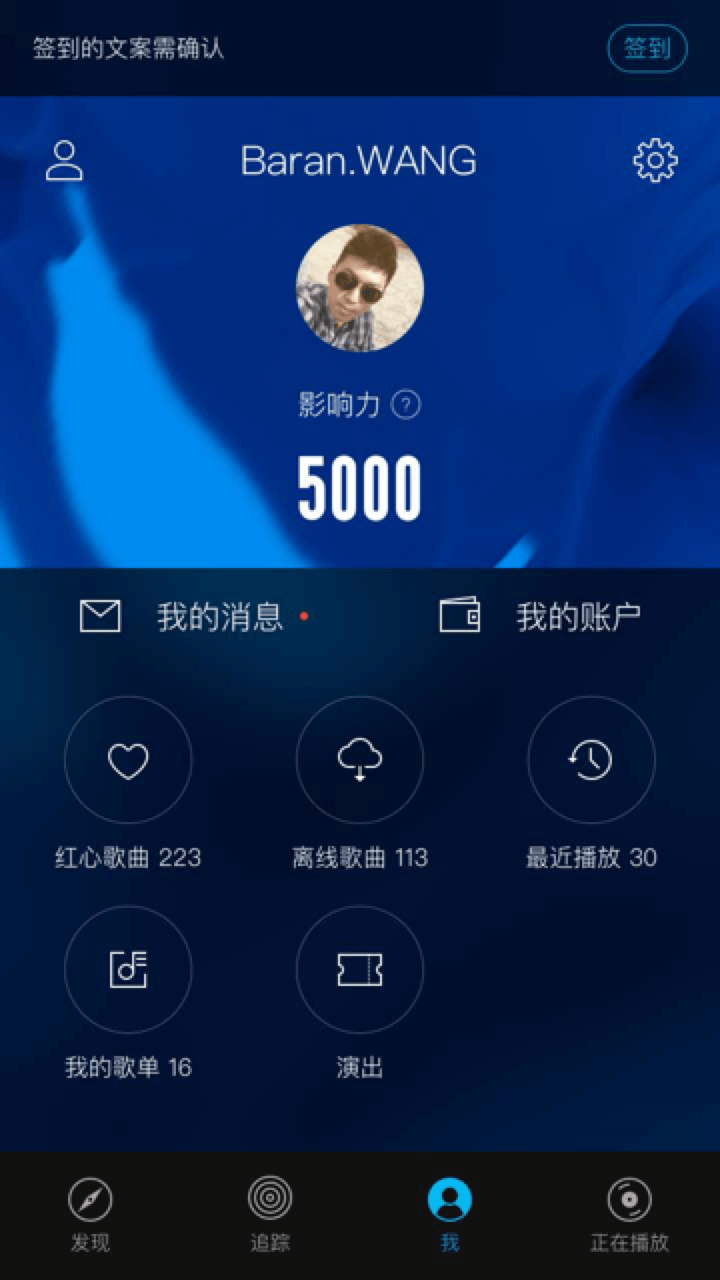 签到的文案需确认 签到
Baran.WANG
影响力 ?
5000
我的消息 我的账户
红心歌曲 223 离线歌曲 113 最近播放 30
我的歌单 16 演出
发现 追踪 我 正在播放